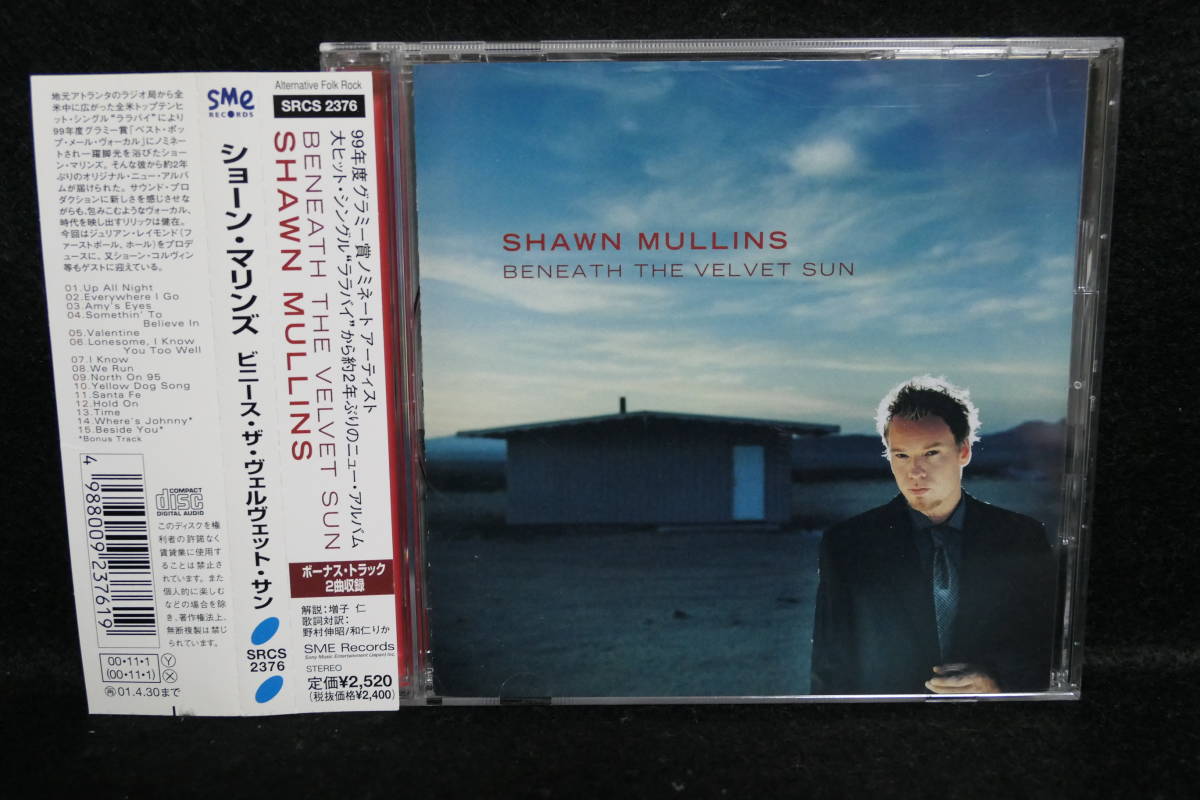 地元アトランタのラジオ局から全
米中に広がった全米トップテンヒ
ット・シングル“ララバイ”により
99年度グラミー賞「ベスト・ポッ
プ・メール・ヴォーカル」にノミネー
トされ一躍脚光を浴びたショー
ン・マリンズ。そんな彼から約2年
ぶりのオリジナル・ニュー・アルバ
ムが届けられた。サウンド・プロ
ダクションに新しさを感じさせな
がらも、包みこむようなヴォーカル、
時代を映し出すリリックは健在。
今回はジュリアン・レイモンド(フ
ァーストボール、ホール)をプロデ
ュースに、又ショーン・コルヴィン
等もゲストに迎えている。
01.Up All Night
02.Everywhere I Go
03.Amy's Eyes
04.Somethin' To
Believe In
05.Valentine
06.Lonesome, I Know
You Too Well
07.I Know
08.We Run
09.North On 95
10.Yellow Dog Song
11.Santa Fe
12.Hold On
13.Time
14.Where's Johnny*
15.Beside You*
*Bonus Track
4 988009 237619
COMPACT
disc
DIGITAL AUDIO
このディスクを権
利者の許諾なく
賃貸業に使用す
ることは禁止さ
れています。また
個人的に楽しむ
などの場合を除
き、著作権法上、
無断複製は禁じ
られています。
00・11・1 Y
(00・11・1) X
再 01.4.30まで
SMe
RECORDS
ショーン・マリンズ ビニース・ザ・ヴェルヴェット・サン
SRCS
2376
Alternative Folk Rock
SRCS 2376
99年度グラミー賞ノミネート アーティスト
大ヒット・シングル“ララバイ”から約2年ぶりのニュー・アルバム
BENEATH THE VELVET SUN
SHAWN MULLINS
ボーナス・トラック
2曲収録
解説:増子 仁
歌詞対訳:
野村伸昭/和仁りか
SME Records
Sony Music Entertainment (Japan) Inc.
STEREO
定価¥2,520
(税抜価格¥2,400)
SHAWN MULLINS
BENEATH THE VELVET SUN